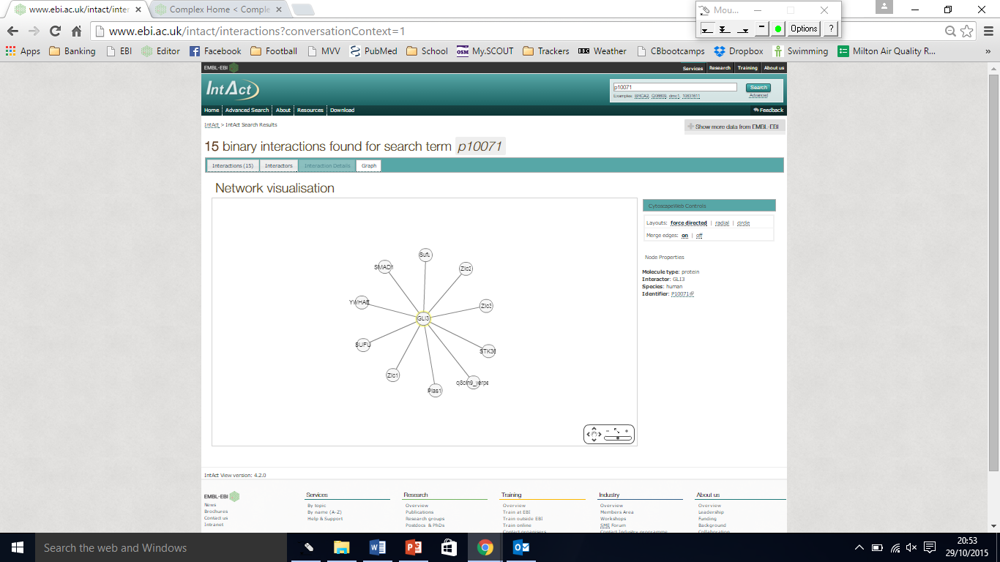 www.ebi.ac.uk/intact/inter
Complex Home < Comple
Mou...
www.ebi.ac.uk/intact/interactions?conversationContext=1
Options ?
Apps Banking EBI Editor Facebook Football MVV PubMed School My.SCOUT Trackers BBC Weather CBbootcamps Dropbox Swimming Milton Air Quality R... »
EMBL-EBI
Services Research Training About us
IntAct
p10071
Search
Examples: SMCA2, Q06609, dmc1, 10831611
Advanced
Home Advanced Search About Resources Download
Feedback
IntAct > IntAct Search Results
Show more data from EMBL-EBI
15 binary interactions found for search term p10071
Interactions (15) Interactors Interaction Details Graph
Network visualisation
CytoscapeWeb Controls
Layouts: force directed | radial | circle
Merge edges: on | off
Node Properties
Molecule type: protein
Interactor: GLI3
Species: human
Identifier: P10071
Sufu
SMAD1
Zic2
YWHAE
Zic3
GLI3
SUFU
STK36
Zic1
q8cln9_yerpe
Pias1
IntAct View version: 4.2.0
EMBL-EBI
News
Brochures
Contact us
Intranet
Services
By topic
By name (A-Z)
Help & Support
Research
Overview
Publications
Research groups
Postdocs & PhDs
Training
Overview
Train at EBI
Train outside EBI
Train online
Contact organisers
Industry
Overview
Members Area
Workshops
SME Forum
Contact Industry programme
About us
Overview
Leadership
Funding
Background
Collaboration
Search the web and Windows
20:53
29/10/2015